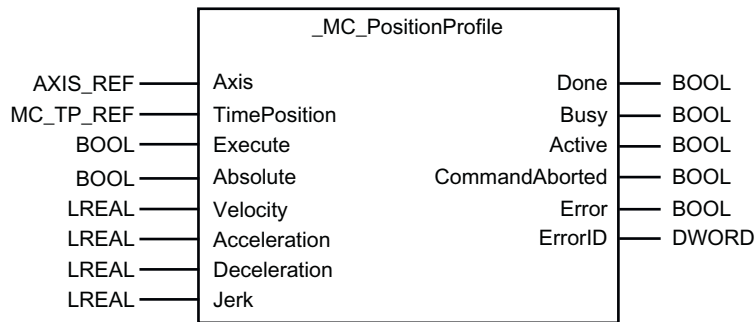 _MC_PositionProfile
AXIS_REF Axis Done BOOL
MC_TP_REF TimePosition Busy BOOL
BOOL Execute Active BOOL
BOOL Absolute CommandAborted BOOL
LREAL Velocity Error BOOL
LREAL Acceleration ErrorID DWORD
LREAL Deceleration
LREAL Jerk